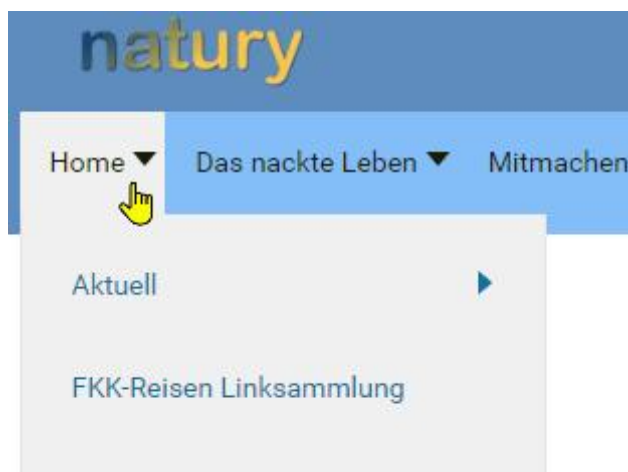 natury
Home Das nackte Leben Mitmachen
Aktuell
FKK-Reisen Linksammlung